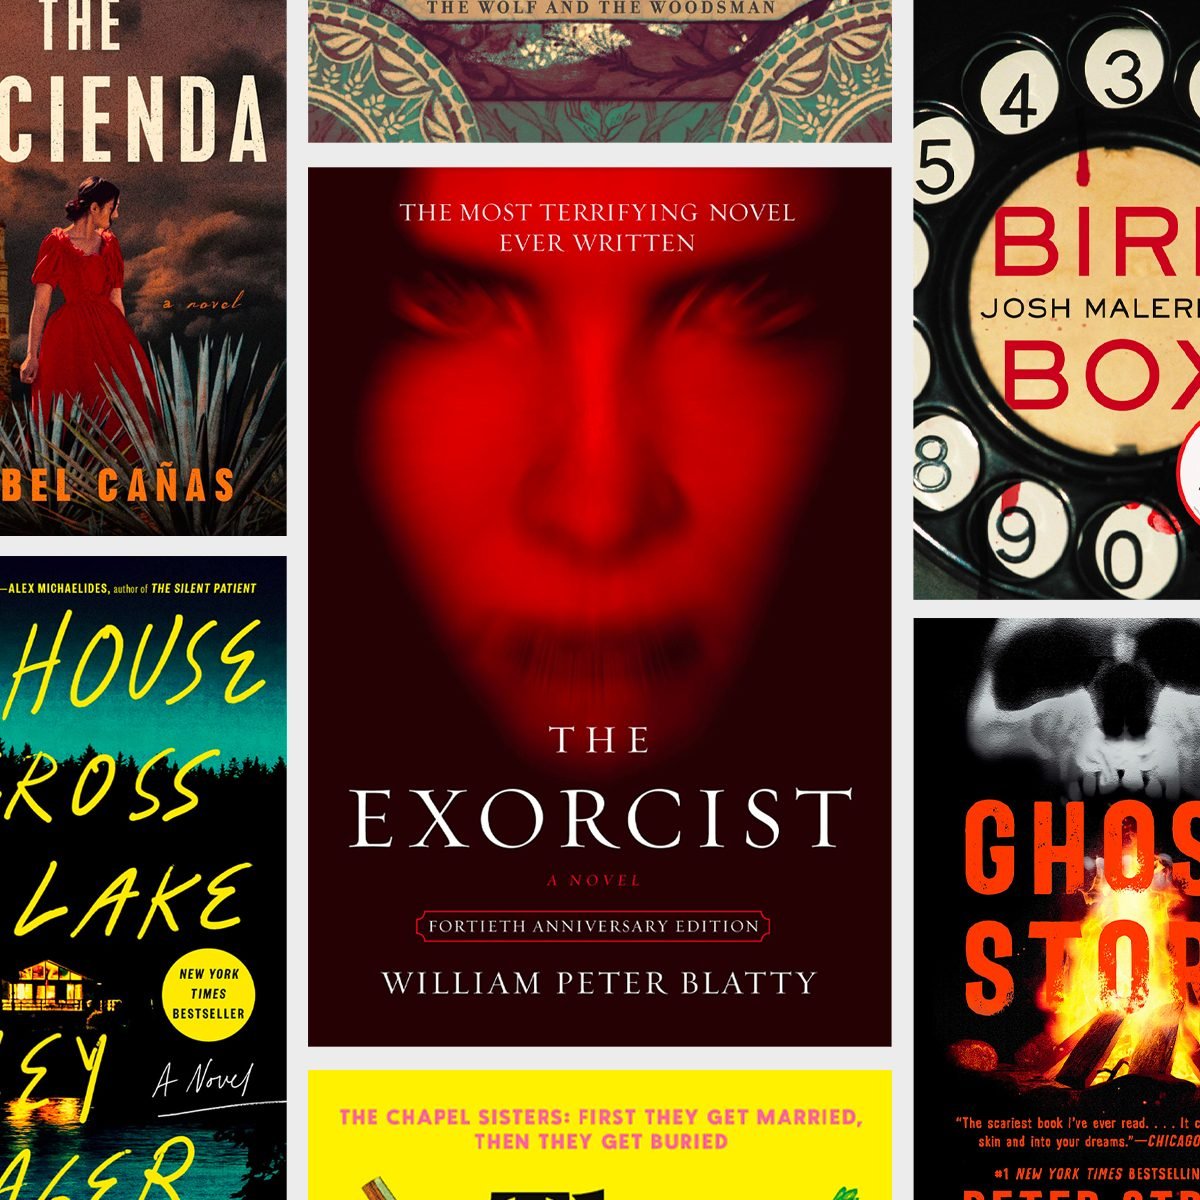 THE
CIENDA
a novel
BEL CAÑAS
—ALEX MICHAELIDES, author of THE SILENT PATIENT
HOUSE
ROSS
LAKE
NEW YORK
TIMES
BESTSELLER
EY
A Novel
AGER
THE WOLF AND THE WOODSMAN
THE MOST TERRIFYING NOVEL
EVER WRITTEN
THE
EXORCIST
A NOVEL
FORTIETH ANNIVERSARY EDITION
WILLIAM PETER BLATTY
THE CHAPEL SISTERS: FIRST THEY GET MARRIED,
THEN THEY GET BURIED
4 3
5
BIR
JOSH MALER
BOX
8
9 0
GHOS
STOR
“The scariest book I’ve ever read. . . . It c
skin and into your dreams.”—CHICAGO
#1 NEW YORK TIMES BESTSELLIN